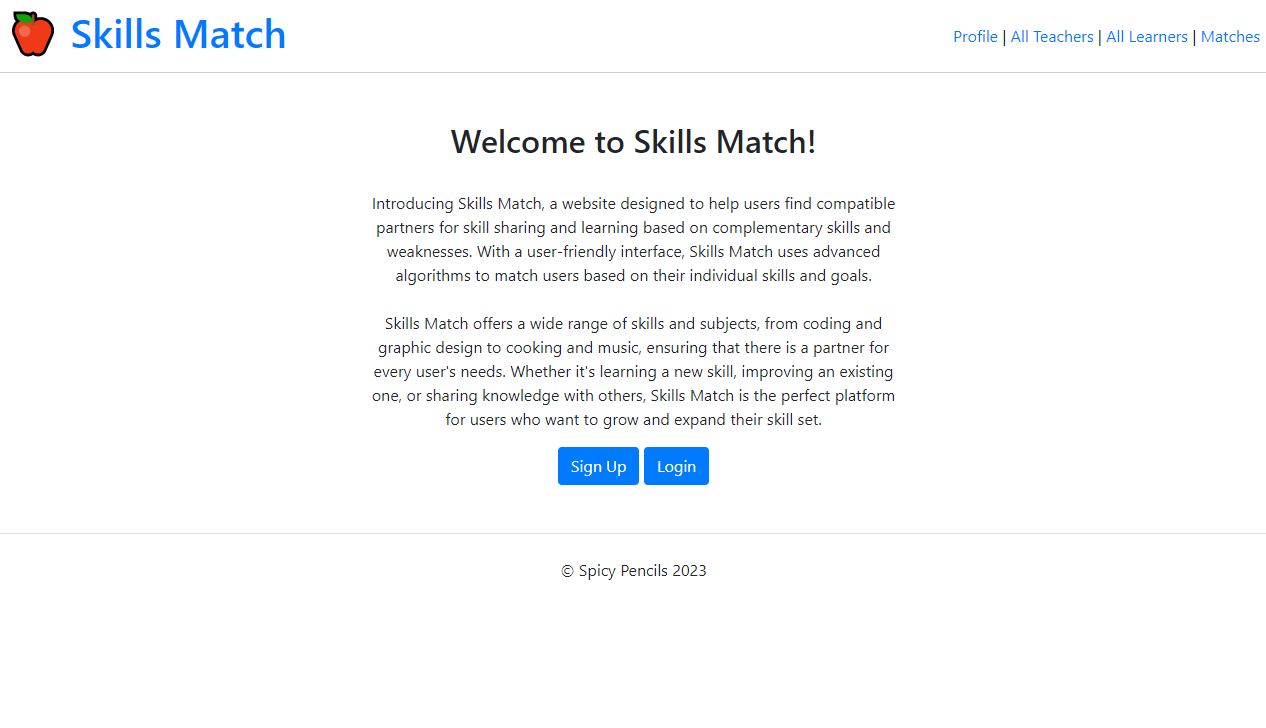 Skills Match
Profile | All Teachers | All Learners | Matches
Welcome to Skills Match!
Introducing Skills Match, a website designed to help users find compatible
partners for skill sharing and learning based on complementary skills and
weaknesses. With a user-friendly interface, Skills Match uses advanced
algorithms to match users based on their individual skills and goals.
Skills Match offers a wide range of skills and subjects, from coding and
graphic design to cooking and music, ensuring that there is a partner for
every user's needs. Whether it's learning a new skill, improving an existing
one, or sharing knowledge with others, Skills Match is the perfect platform
for users who want to grow and expand their skill set.
Sign Up Login
© Spicy Pencils 2023